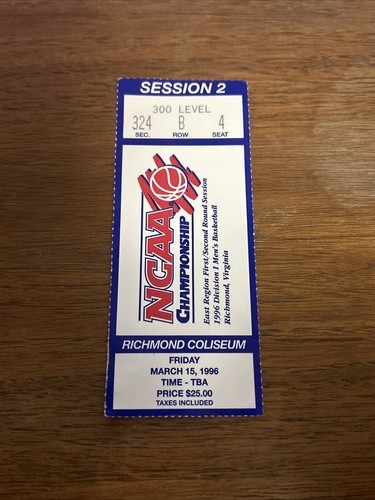 SESSION 2
300 LEVEL
324 B 4
SEC. ROW SEAT
NCAA
CHAMPIONSHIP
East Region First/Second Round Session
1996 Division I Men's Basketball
Richmond, Virginia
RICHMOND COLISEUM
FRIDAY
MARCH 15, 1996
TIME - TBA
PRICE $25.00
TAXES INCLUDED